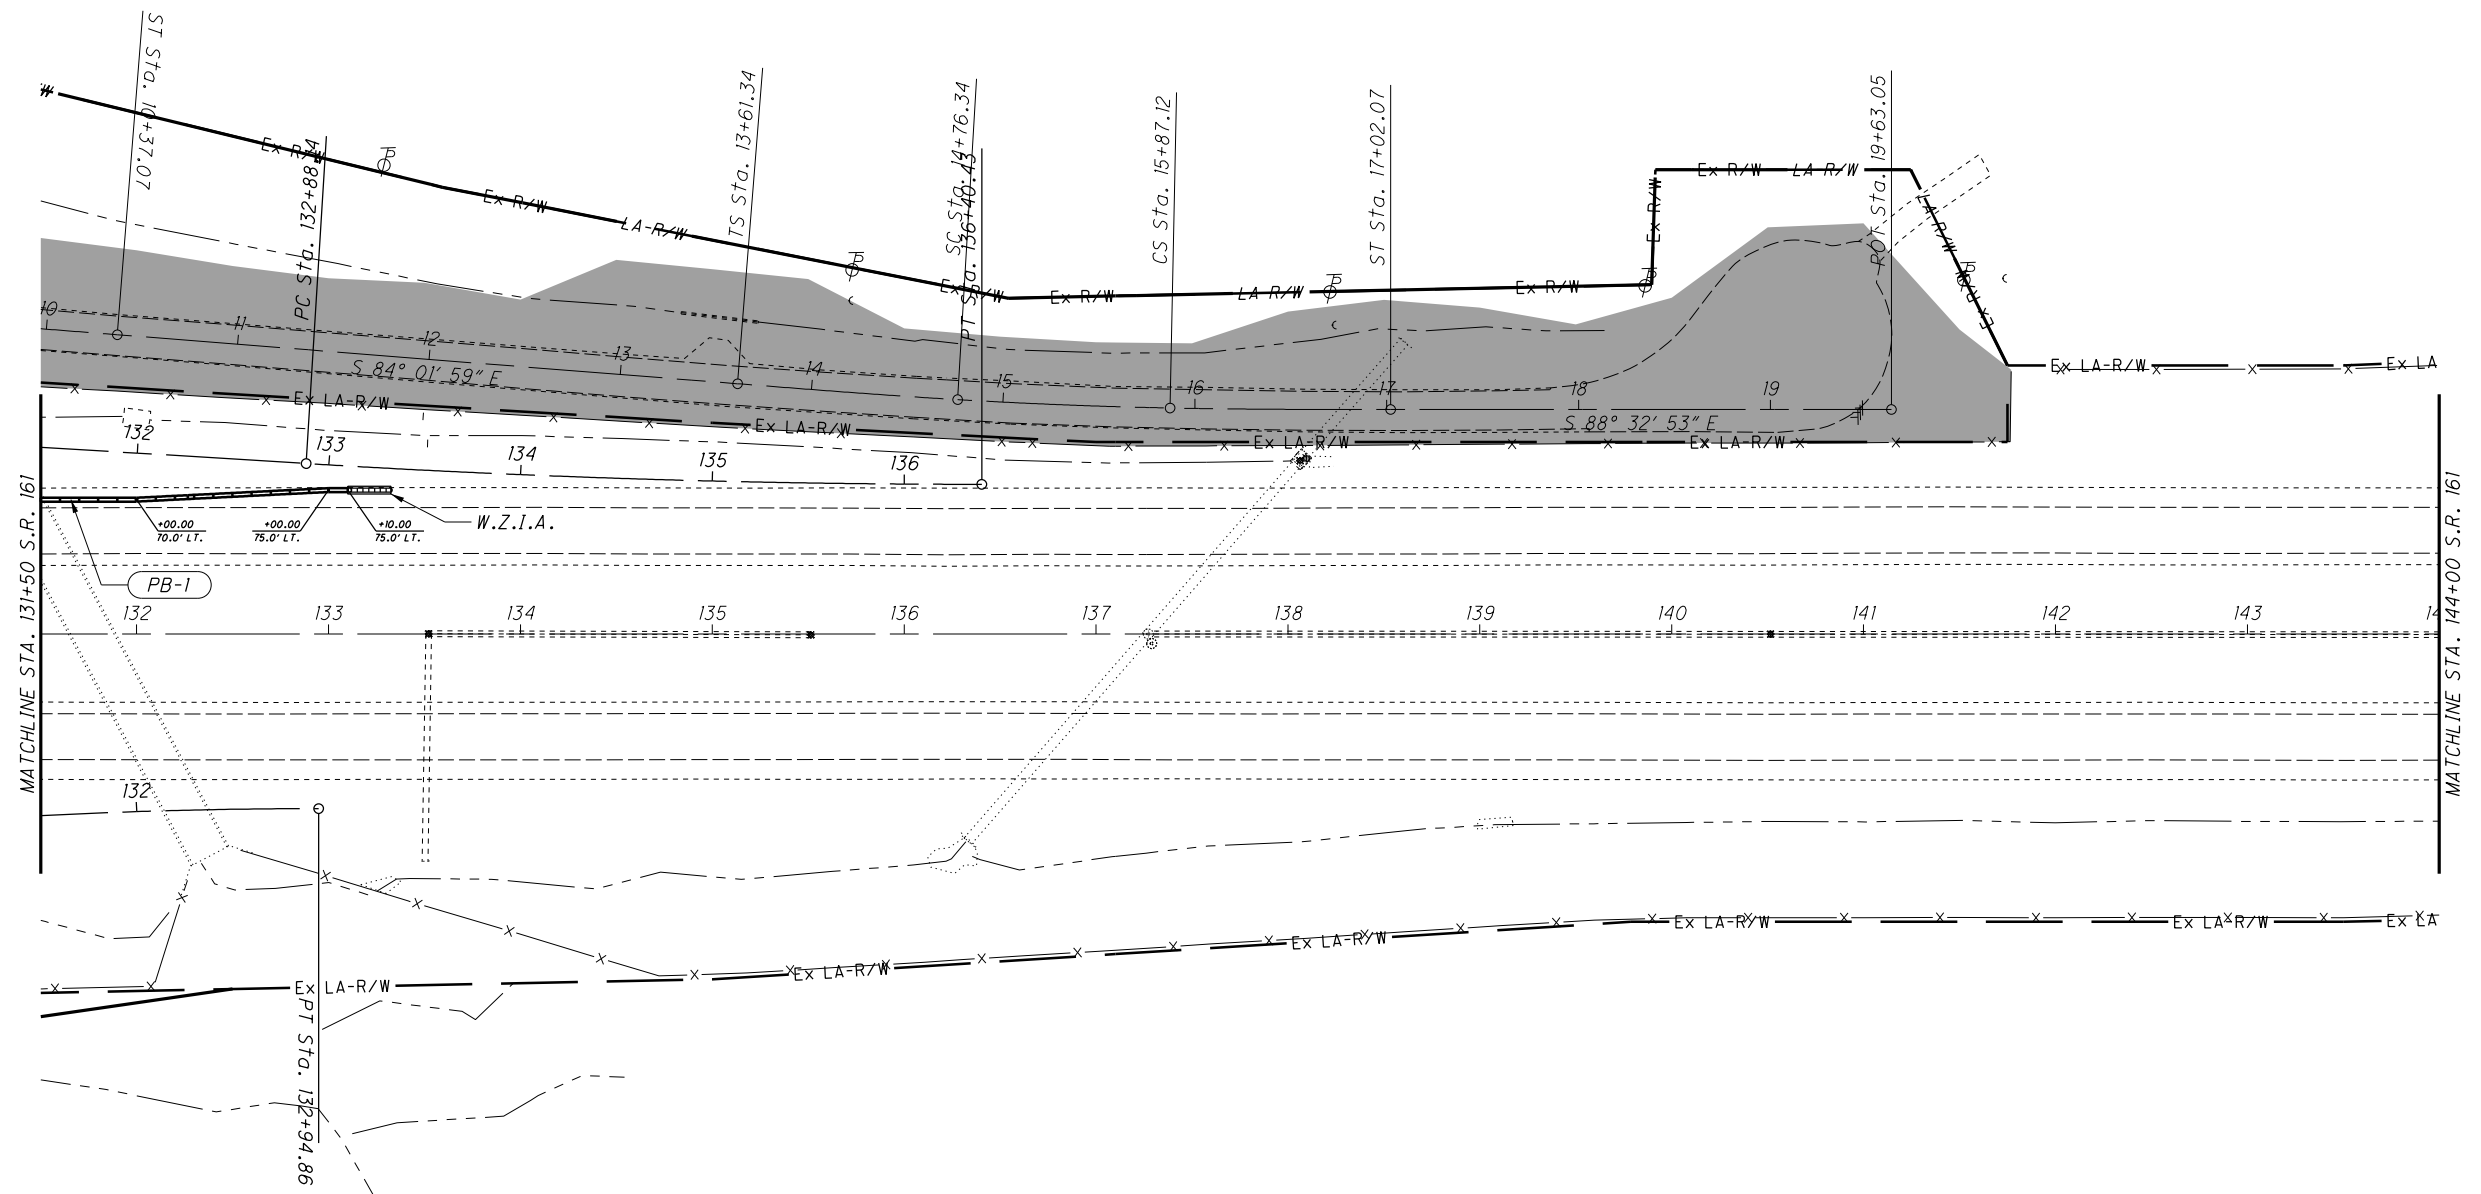 ST Sta. 10+37.07
PC Sta. 132+88.14
TS Sta. 13+61.34
SC Sta. 14+76.34
PT Sta. 136+40.43
CS Sta. 15+87.12
ST Sta. 17+02.07
POT Sta. 19+63.05
Ex R/W
Ex R/W
LA-R/W
Ex R/W
Ex R/W
LA-R/W
Ex R/W
Ex R/W
Ex R/W
LA-R/W
LA-R/W
Ex R/W
Ex LA-R/W
Ex LA
10
11
12
13
14
15
16
17
18
19
S 84° 01' 59" E
S 88° 32' 53" E
Ex LA-R/W
Ex LA-R/W
Ex LA-R/W
Ex LA-R/W
132
133
134
135
136
+00.00
70.0' LT.
+00.00
75.0' LT.
+10.00
75.0' LT.
W.Z.I.A.
PB-1
MATCHLINE STA. 131+50 S.R. 161
MATCHLINE STA. 144+00 S.R. 161
132
133
134
135
136
137
138
139
140
141
142
143
132
Ex LA-R/W
Ex LA-R/W
Ex LA-R/W
Ex LA-R/W
Ex LA-R/W
Ex LA
PT Sta. 132+94.86